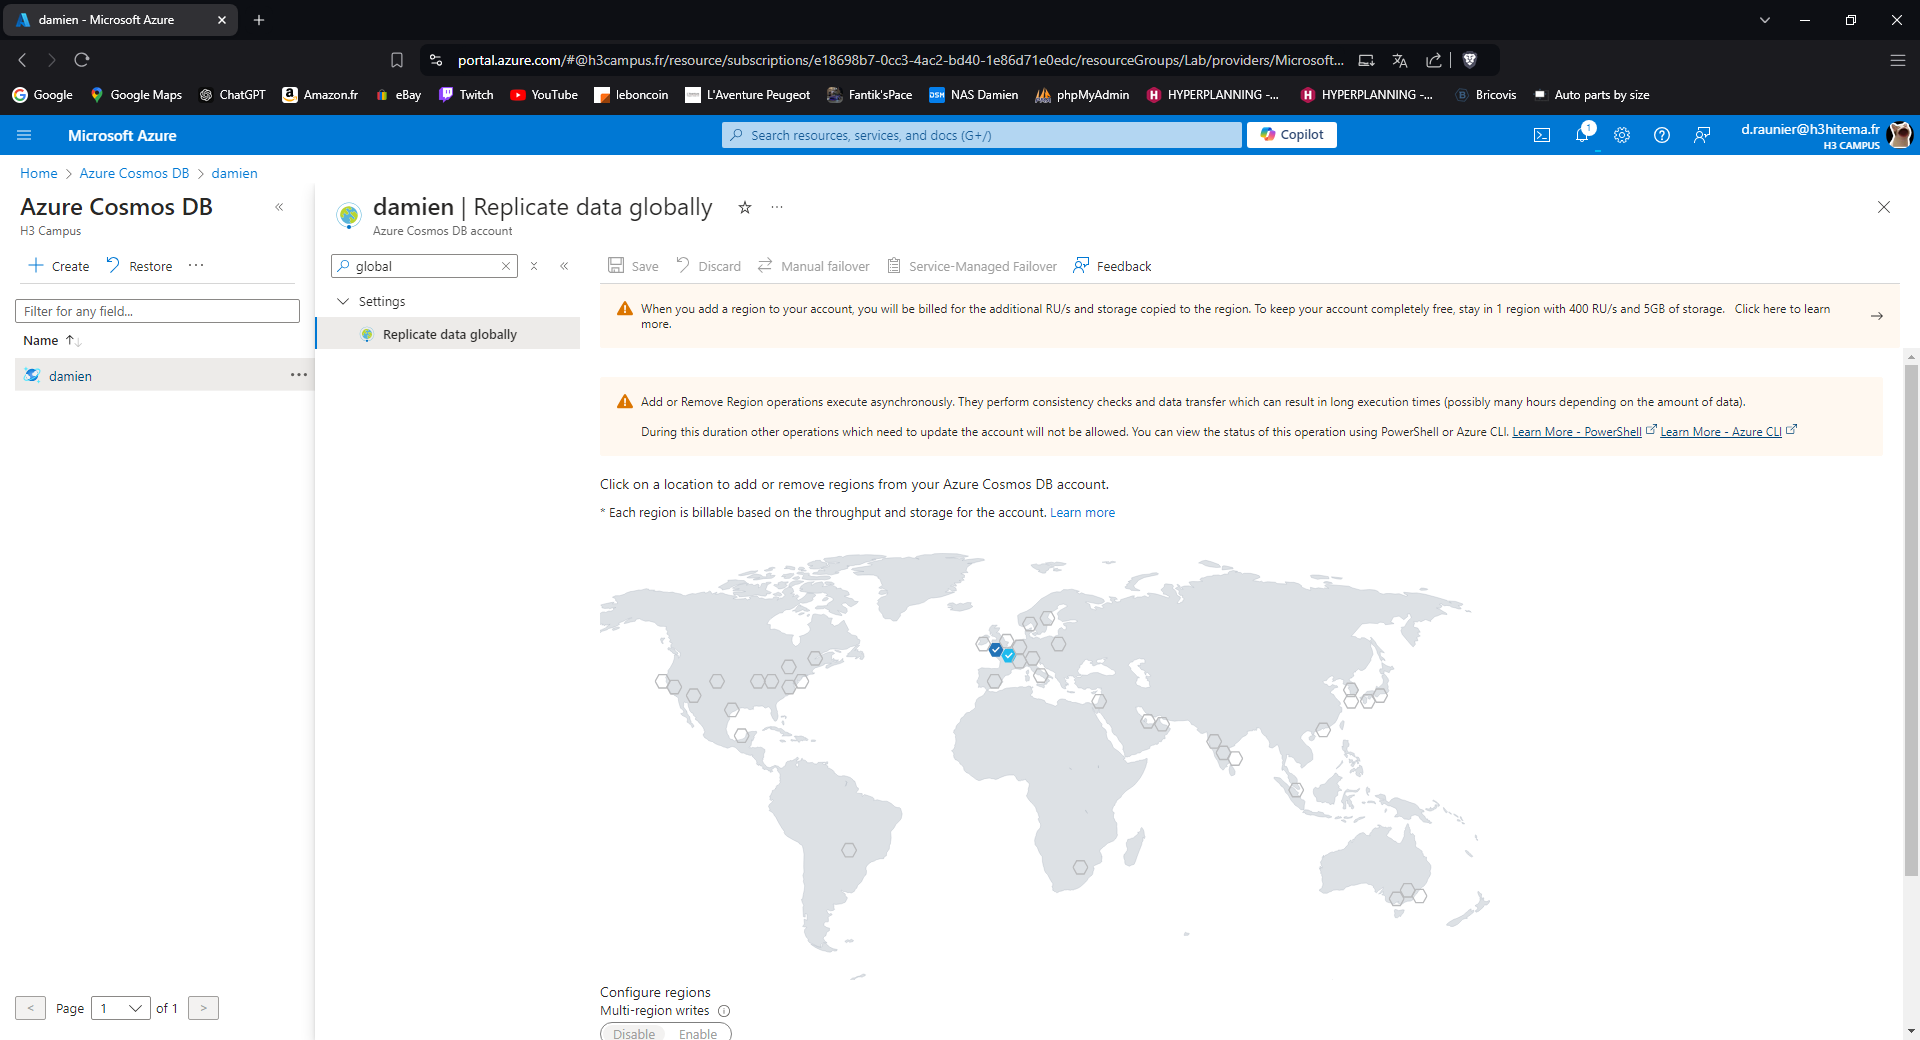 damien - Microsoft Azure
portal.azure.com/#@h3campus.fr/resource/subscriptions/e18698b7-0cc3-4ac2-bd40-1e86d71e0edc/resourceGroups/Lab/providers/Microsoft...
Google Google Maps ChatGPT Amazon.fr eBay Twitch YouTube leboncoin L'Aventure Peugeot Fantik'sPace NAS Damien phpMyAdmin HYPERPLANNING -... HYPERPLANNING -... Bricovis Auto parts by size
Microsoft Azure
Search resources, services, and docs (G+/)
Copilot
1
d.raunier@h3hitema.fr
H3 CAMPUS
Home > Azure Cosmos DB > damien
Azure Cosmos DB
H3 Campus
Create Restore ...
Filter for any field...
Name
damien
< Page 1 of 1 >
damien | Replicate data globally
Azure Cosmos DB account
global
Settings
Replicate data globally
Save Discard Manual failover Service-Managed Failover Feedback
When you add a region to your account, you will be billed for the additional RU/s and storage copied to the region. To keep your account completely free, stay in 1 region with 400 RU/s and 5GB of storage. Click here to learn
more.
Add or Remove Region operations execute asynchronously. They perform consistency checks and data transfer which can result in long execution times (possibly many hours depending on the amount of data).
During this duration other operations which need to update the account will not be allowed. You can view the status of this operation using PowerShell or Azure CLI. Learn More - PowerShell Learn More - Azure CLI
Click on a location to add or remove regions from your Azure Cosmos DB account.
* Each region is billable based on the throughput and storage for the account. Learn more
Configure regions
Multi-region writes
Disable Enable